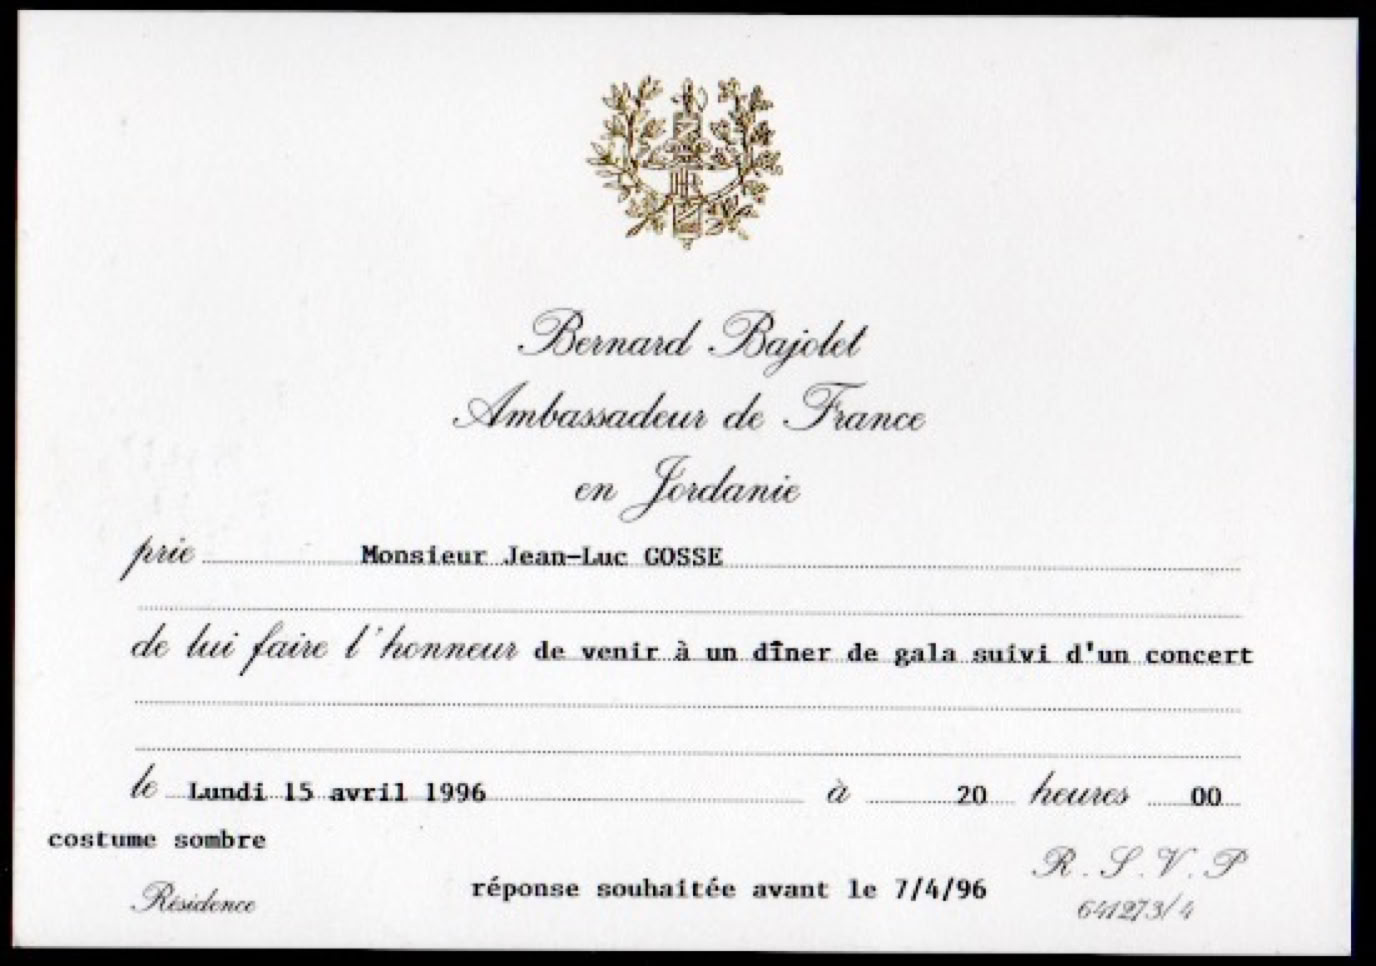 Bernard Bajolet
Ambassadeur de France
en Jordanie
prie Monsieur Jean-Luc GOSSE
de lui faire l'honneur de venir à un dîner de gala suivi d'un concert
le Lundi 15 avril 1996 à 20 heures 00
costume sombre
R.S.V.P
Résidence réponse souhaitée avant le 7/4/96
641273/4